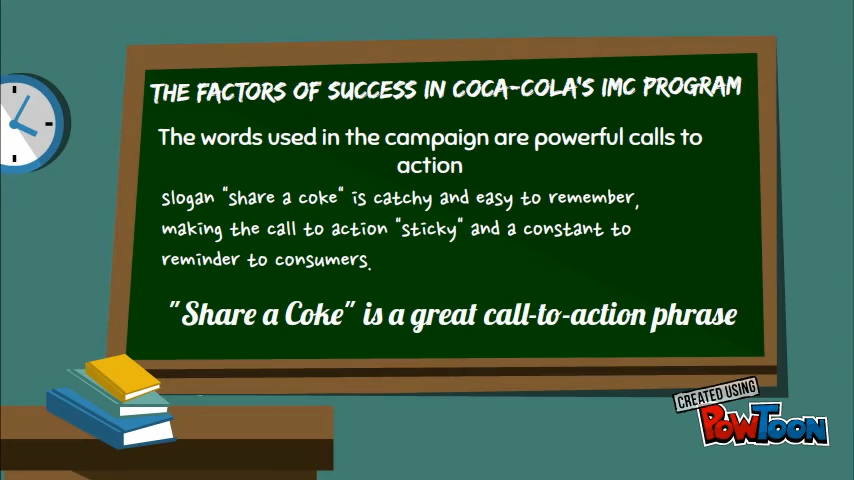 THE FACTORS OF SUCCESS IN COCA-COLA'S IMC PROGRAM
The words used in the campaign are powerful calls to
action
slogan "share a coke" is catchy and easy to remember,
making the call to action "sticky" and a constant to
reminder to consumers.
"Share a Coke" is a great call-to-action phrase
CREATED USING
POWTOON